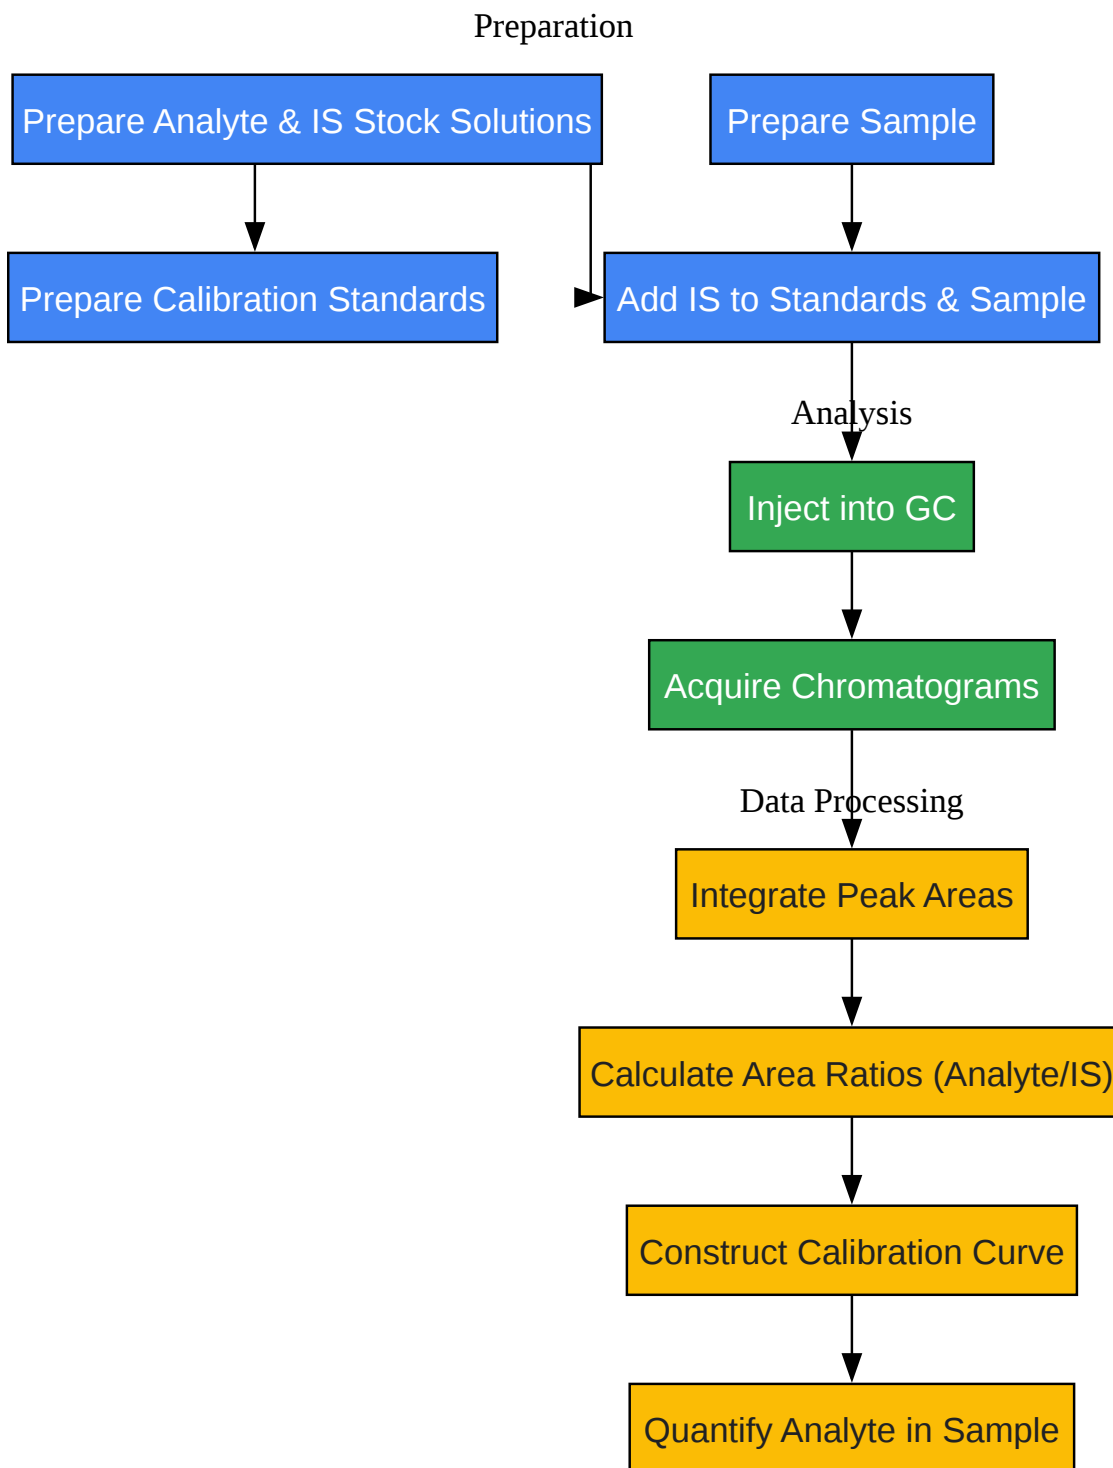 Preparation
Prepare Analyte & IS Stock Solutions
Prepare Sample
Prepare Calibration Standards
Add IS to Standards & Sample
Analysis
Inject into GC
Acquire Chromatograms
Data Processing
Integrate Peak Areas
Calculate Area Ratios (Analyte/IS)
Construct Calibration Curve
Quantify Analyte in Sample